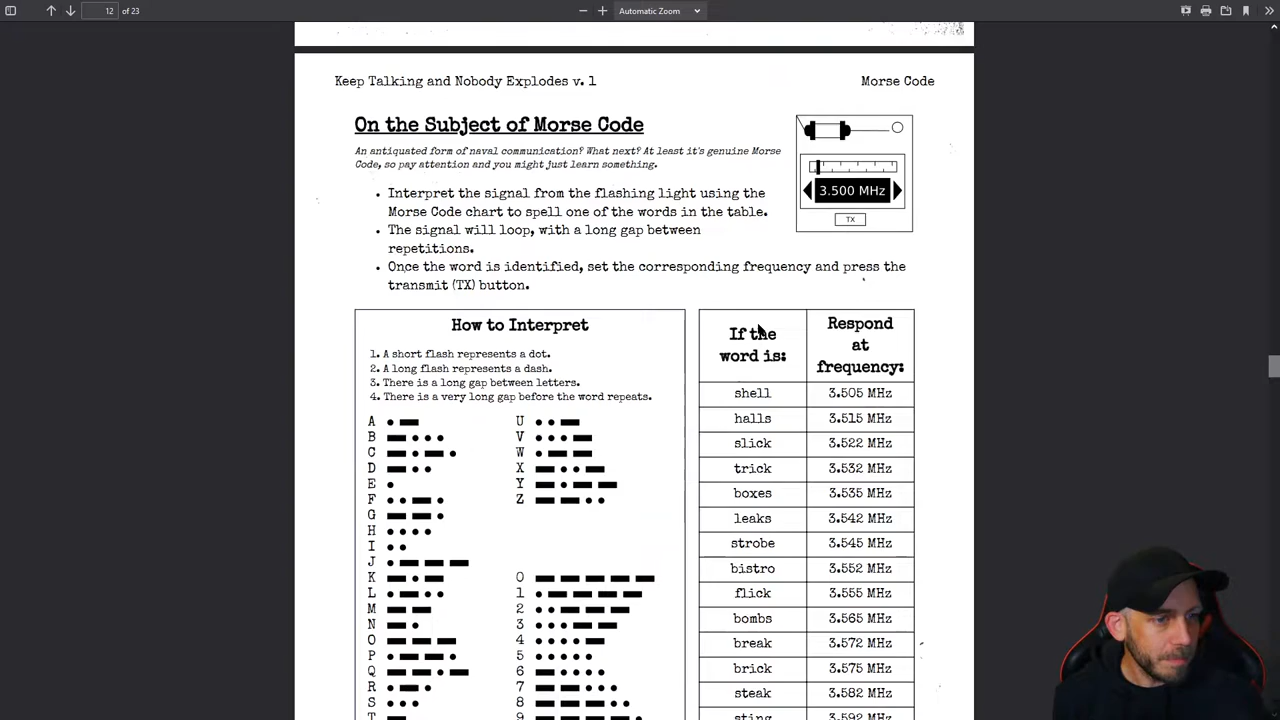 12 of 23
Automatic Zoom
Keep Talking and Nobody Explodes v. 1
Morse Code
On the Subject of Morse Code
An antiquated form of naval communication? What next? At least it's genuine Morse
Code, so pay attention and you might just learn something.
• Interpret the signal from the flashing light using the
Morse Code chart to spell one of the words in the table.
• The signal will loop, with a long gap between
repetitions.
• Once the word is identified, set the corresponding frequency and press the
transmit (TX) button.
3.500 MHz
TX
How to Interpret
1. A short flash represents a dot.
2. A long flash represents a dash.
3. There is a long gap between letters.
4. There is a very long gap before the word repeats.
A
B
C
D
E
F
G
H
I
J
K
L
M
N
O
P
Q
R
S
T
U
V
W
X
Y
Z
0
1
2
3
4
5
6
7
8
9
If the
word is:
Respond
at
frequency:
shell 3.505 MHz
halls 3.515 MHz
slick 3.522 MHz
trick 3.532 MHz
boxes 3.535 MHz
leaks 3.542 MHz
strobe 3.545 MHz
bistro 3.552 MHz
flick 3.555 MHz
bombs 3.565 MHz
break 3.572 MHz
brick 3.575 MHz
steak 3.582 MHz
sting 3.592 MHz